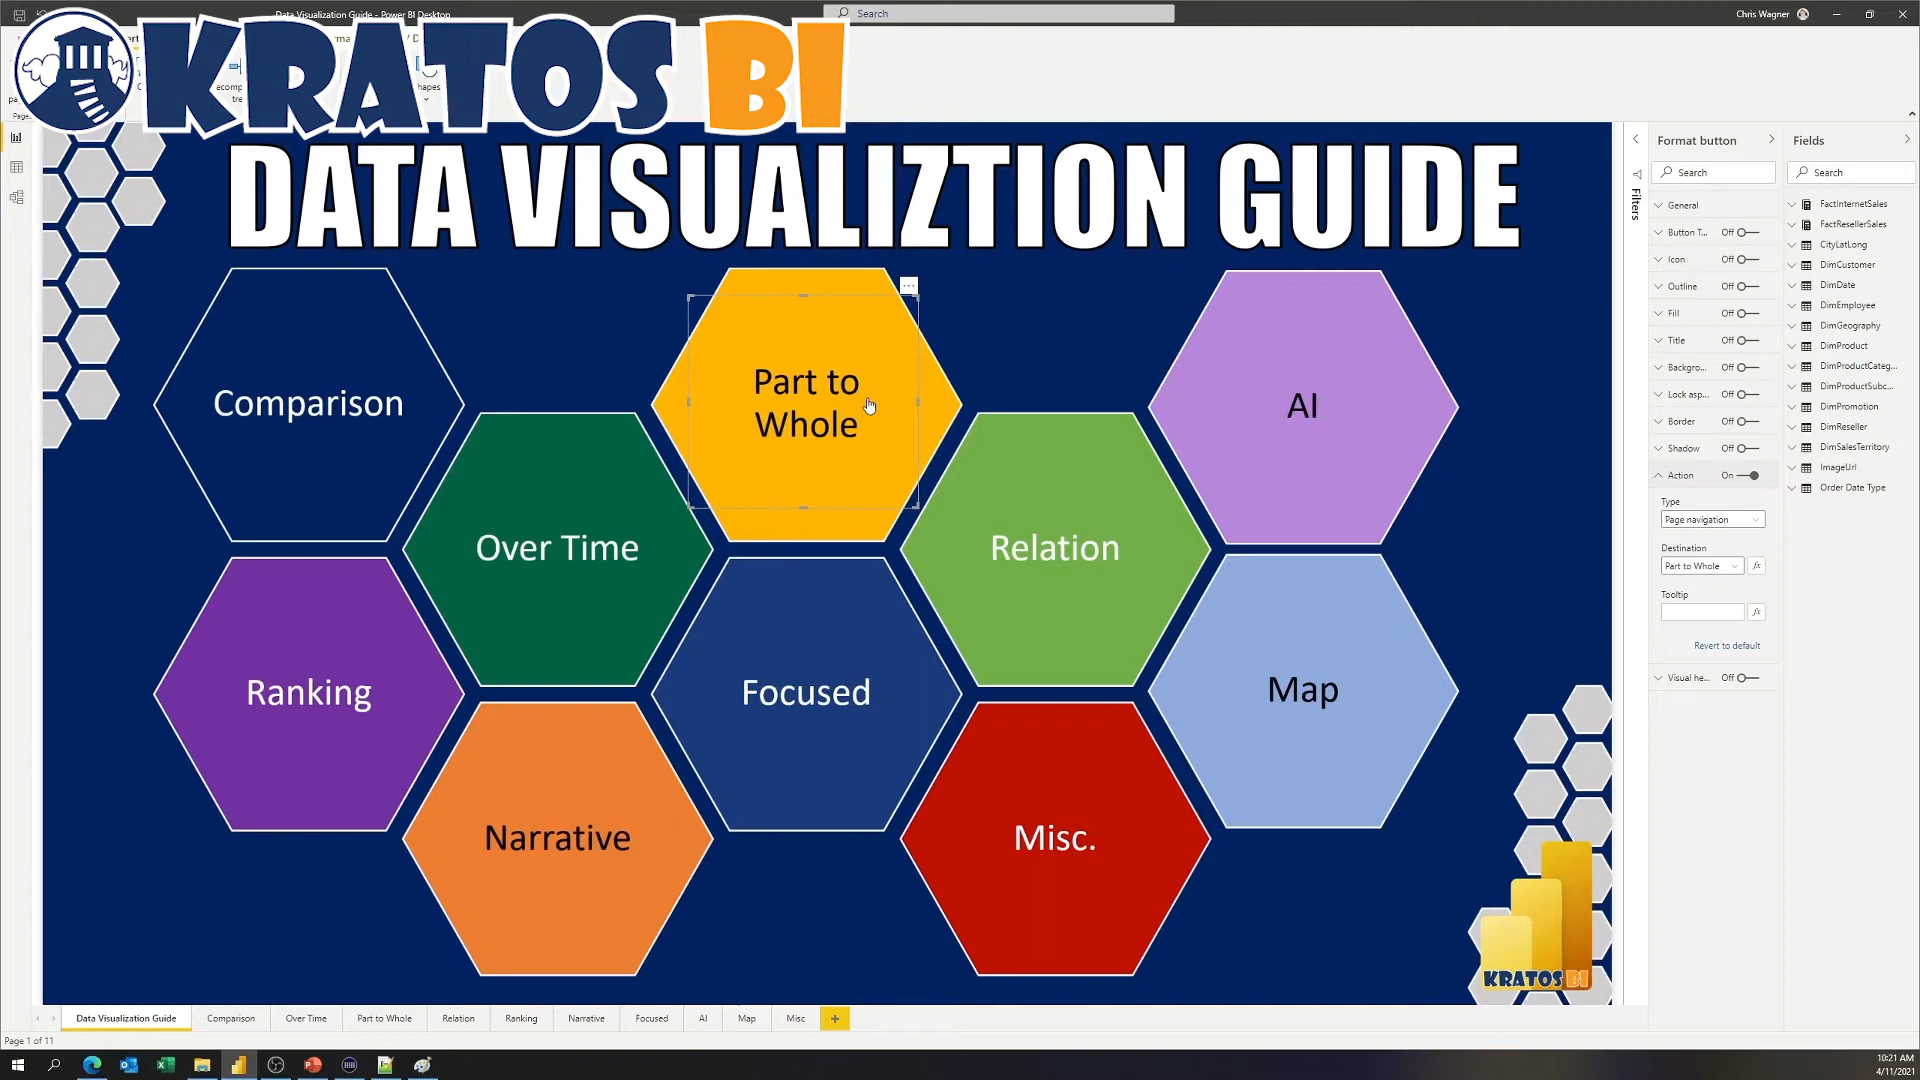 Data Visualization Guide - Power BI Desktop
Search
Chris Wagner
KRATOS BI
hapes
ecomp
tre
Page
DATA VISUALIZTION GUIDE
Comparison
Part to
Whole
AI
Over Time
Relation
Ranking
Focused
Map
Narrative
Misc.
KRATOS BI
Filters
Format button
Search
General
Button T... Off
Icon Off
Outline Off
Fill Off
Title Off
Backgro... Off
Lock asp... Off
Border Off
Shadow Off
Action On
Type
Page navigation
Destination
Part to Whole fx
Tooltip
fx
Revert to default
Visual he... Off
Fields
Search
FactInternetSales
FactResellerSales
CityLatLong
DimCustomer
DimDate
DimEmployee
DimGeography
DimProduct
DimProductCateg...
DimProductSubc...
DimPromotion
DimReseller
DimSalesTerritory
ImageUrl
Order Date Type
Data Visualization Guide Comparison Over Time Part to Whole Relation Ranking Narrative Focused AI Map Misc +
Page 1 of 11
10:21 AM
4/11/2021